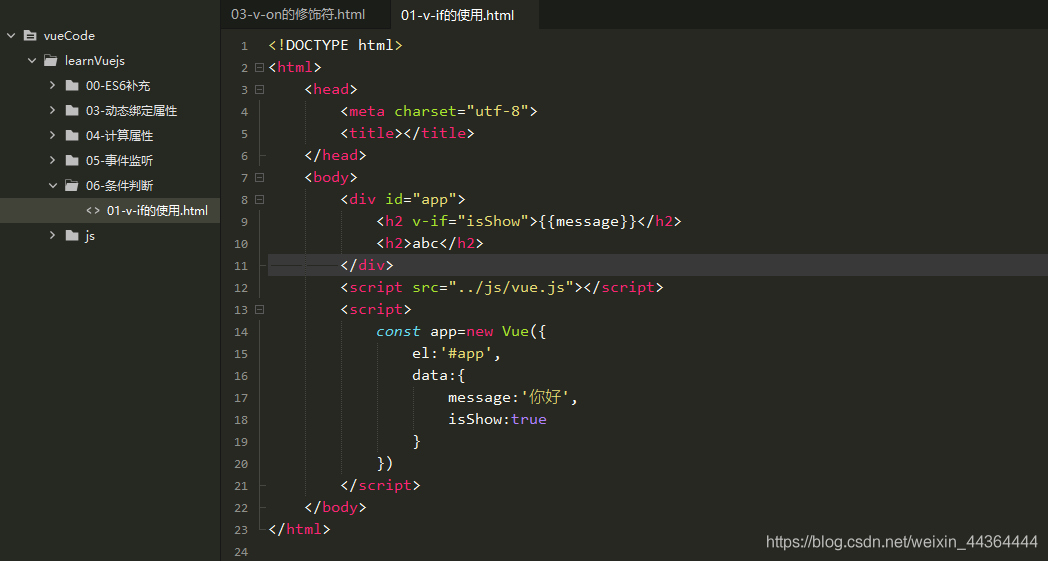 03-v-on的修饰符.html
01-v-if的使用.html
vueCode
learnVuejs
00-ES6补充
03-动态绑定属性
04-计算属性
05-事件监听
06-条件判断
<> 01-v-if的使用.html
js
1 <!DOCTYPE html>
2 <html>
3 <head>
4 <meta charset="utf-8">
5 <title></title>
6 </head>
7 <body>
8 <div id="app">
9 <h2 v-if="isShow">{{message}}</h2>
10 <h2>abc</h2>
11 </div>
12 <script src="../js/vue.js"></script>
13 <script>
14 const app=new Vue({
15 el:'#app',
16 data:{
17 message:'你好',
18 isShow:true
19 }
20 })
21 </script>
22 </body>
23 </html>
24
https://blog.csdn.net/weixin_44364444